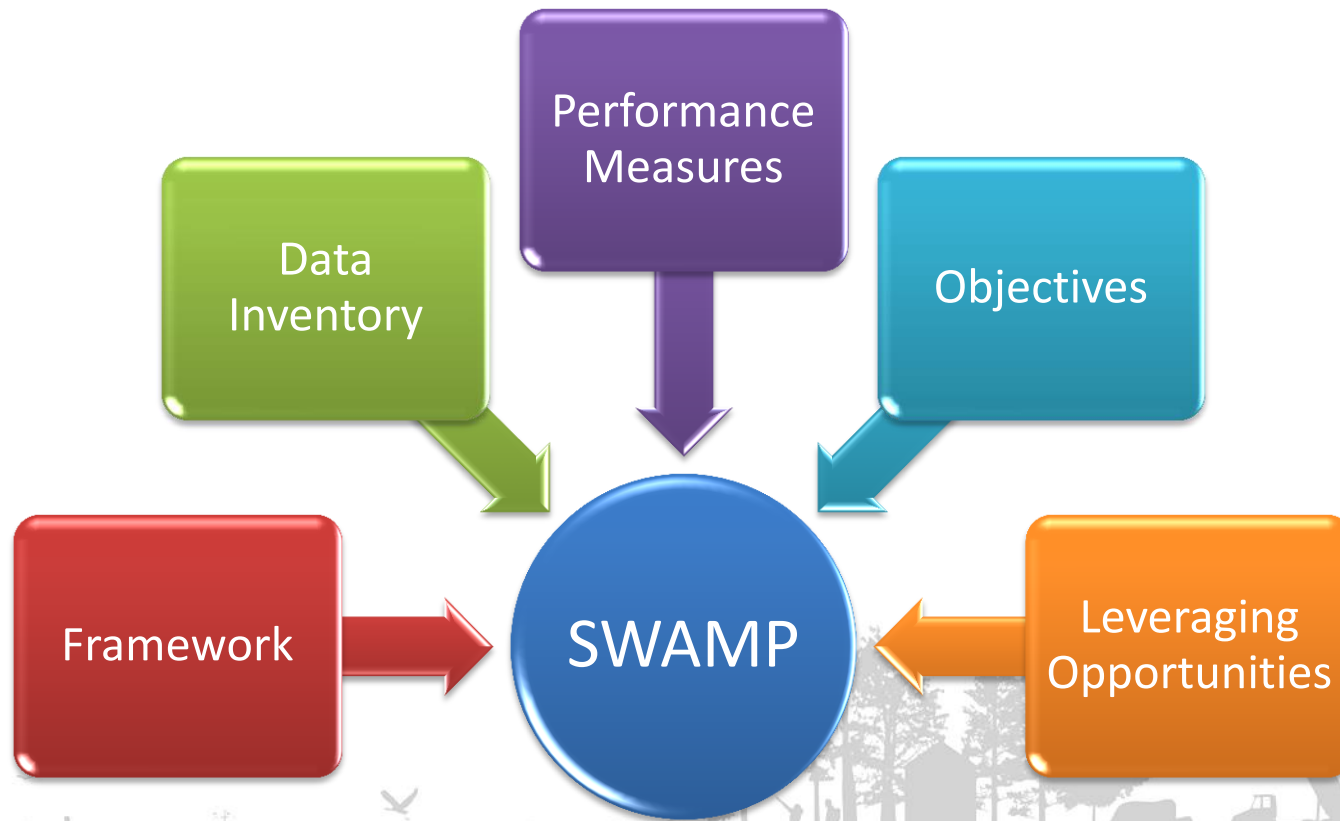 Performance
Measures
Data
Inventory
Objectives
Framework
SWAMP
Leveraging
Opportunities